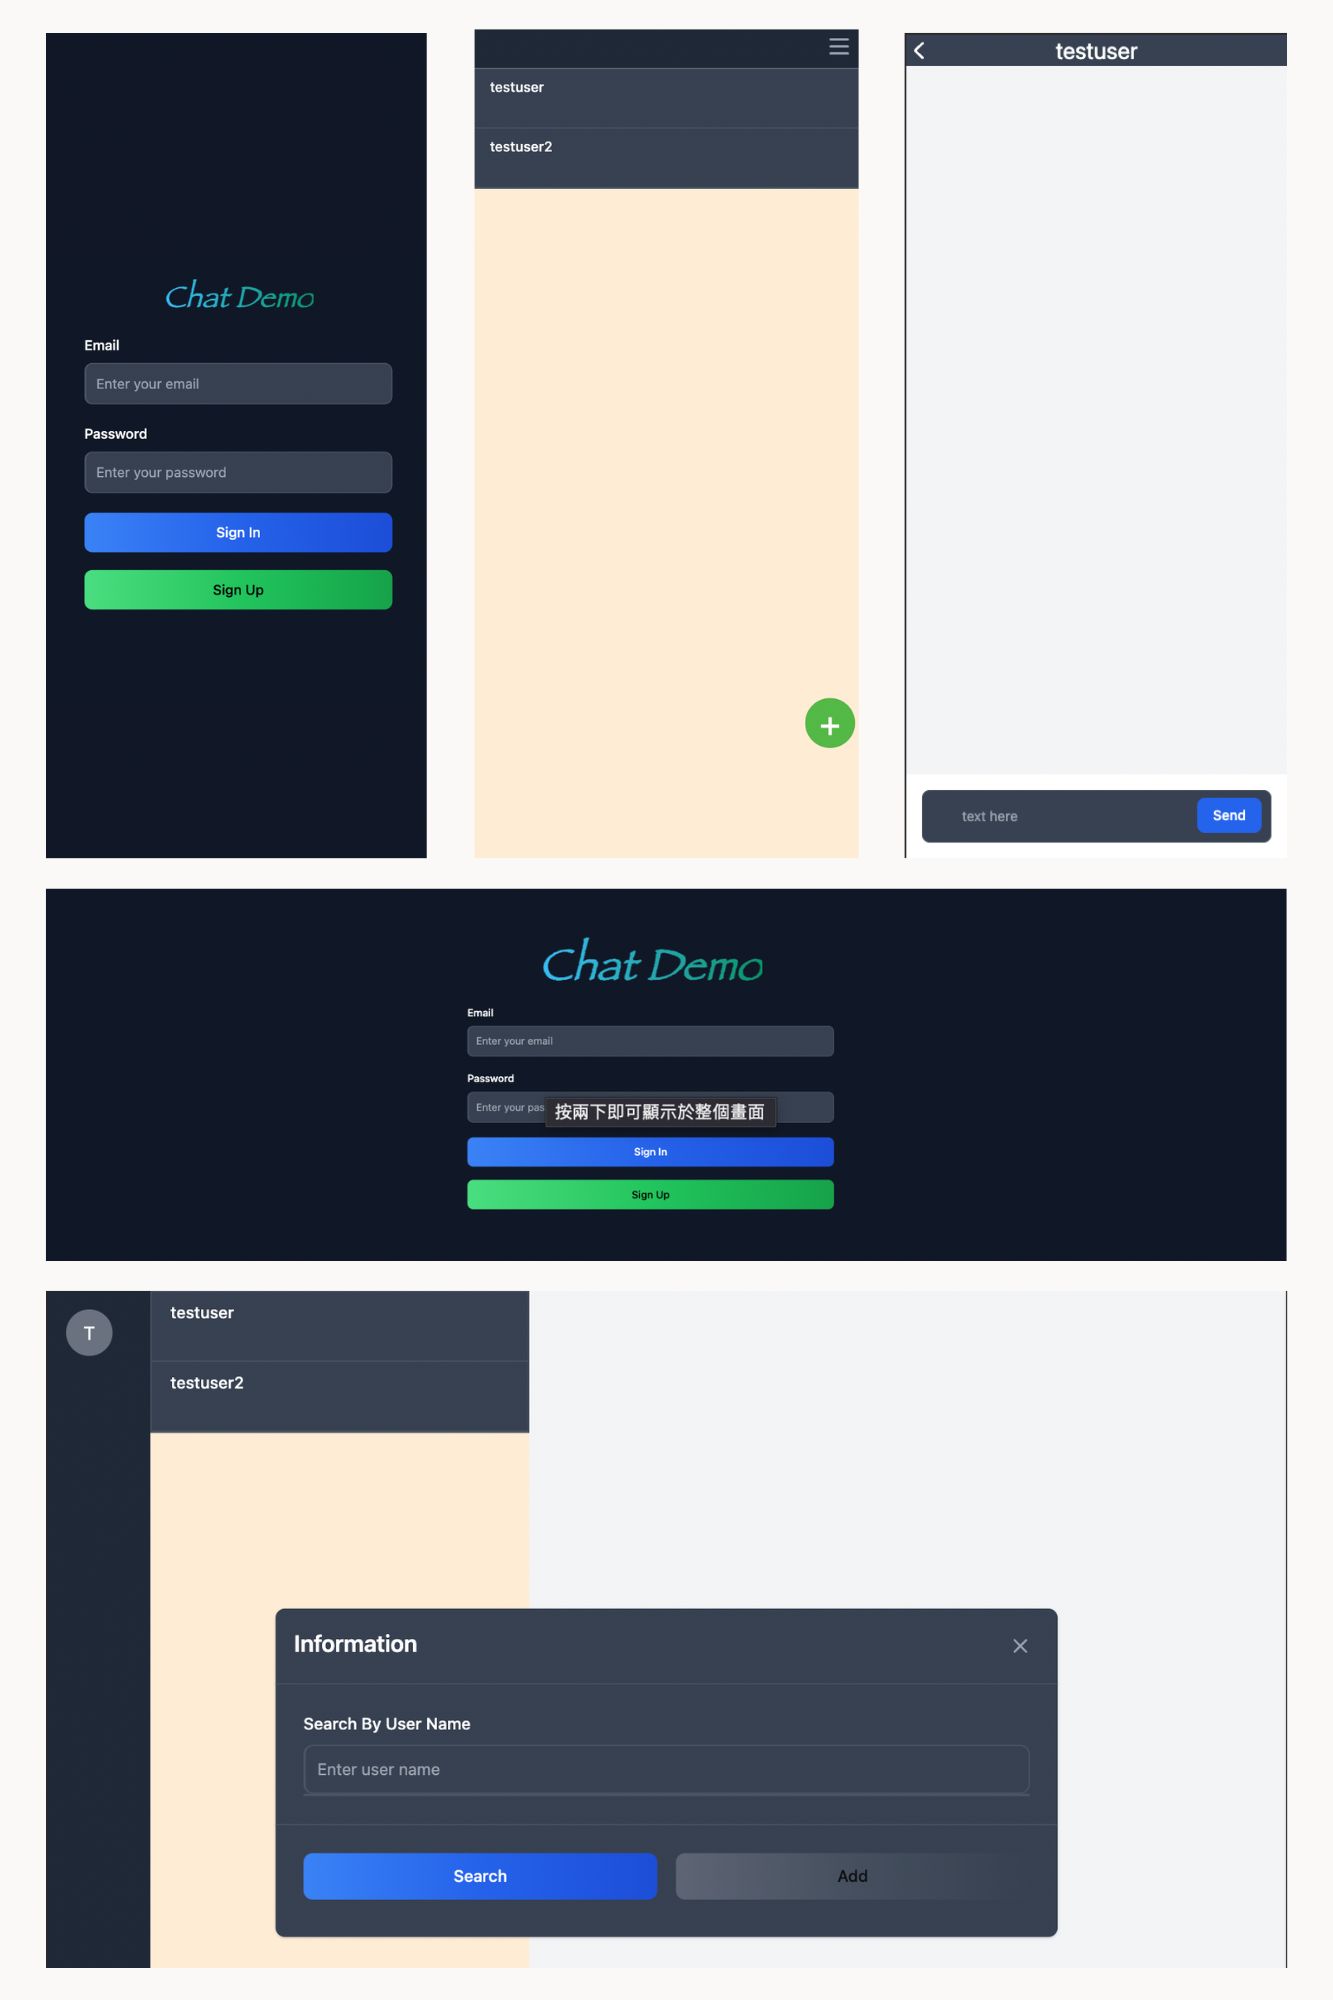 Chat Demo
Email
Enter your email
Password
Enter your password
Sign In
Sign Up
testuser
testuser2
+
testuser
text here
Send
Chat Demo
Email
Enter your email
Password
Enter your pas
按兩下即可顯示於整個畫面
Sign In
Sign Up
T
testuser
testuser2
Information
Search By User Name
Enter user name
Search
Add